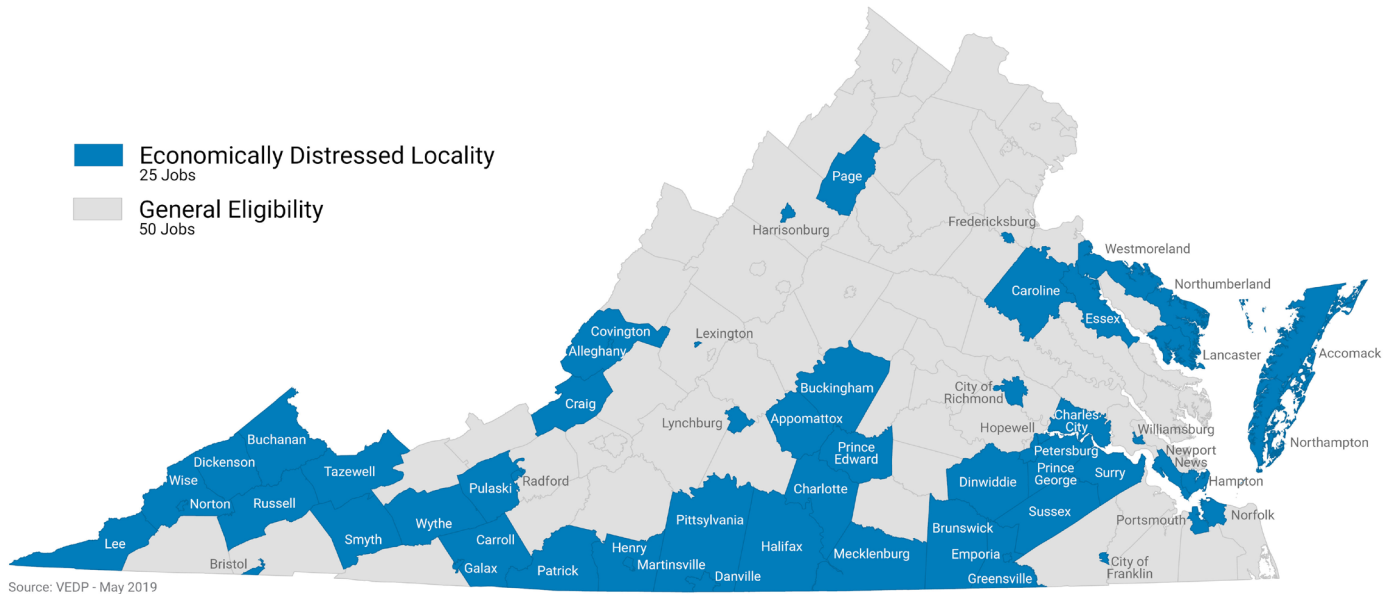 Economically Distressed Locality
25 Jobs
General Eligibility
50 Jobs
Page
Harrisonburg
Fredericksburg
Westmoreland
Northumberland
Caroline
Essex
Lancaster
Accomack
Northampton
Covington
Alleghany
Lexington
Craig
Lynchburg
Buckingham
Appomattox
Prince
Edward
Charlotte
City of
Richmond
Hopewell
Charles
City
Williamsburg
Newport
News
Hampton
Petersburg
Prince
George
Surry
Dinwiddie
Sussex
Portsmouth
Norfolk
Buchanan
Dickenson
Wise
Tazewell
Norton
Russell
Lee
Bristol
Smyth
Wythe
Pulaski
Radford
Carroll
Galax
Patrick
Henry
Martinsville
Pittsylvania
Danville
Halifax
Mecklenburg
Brunswick
Emporia
Greensville
City of
Franklin
Source: VEDP - May 2019